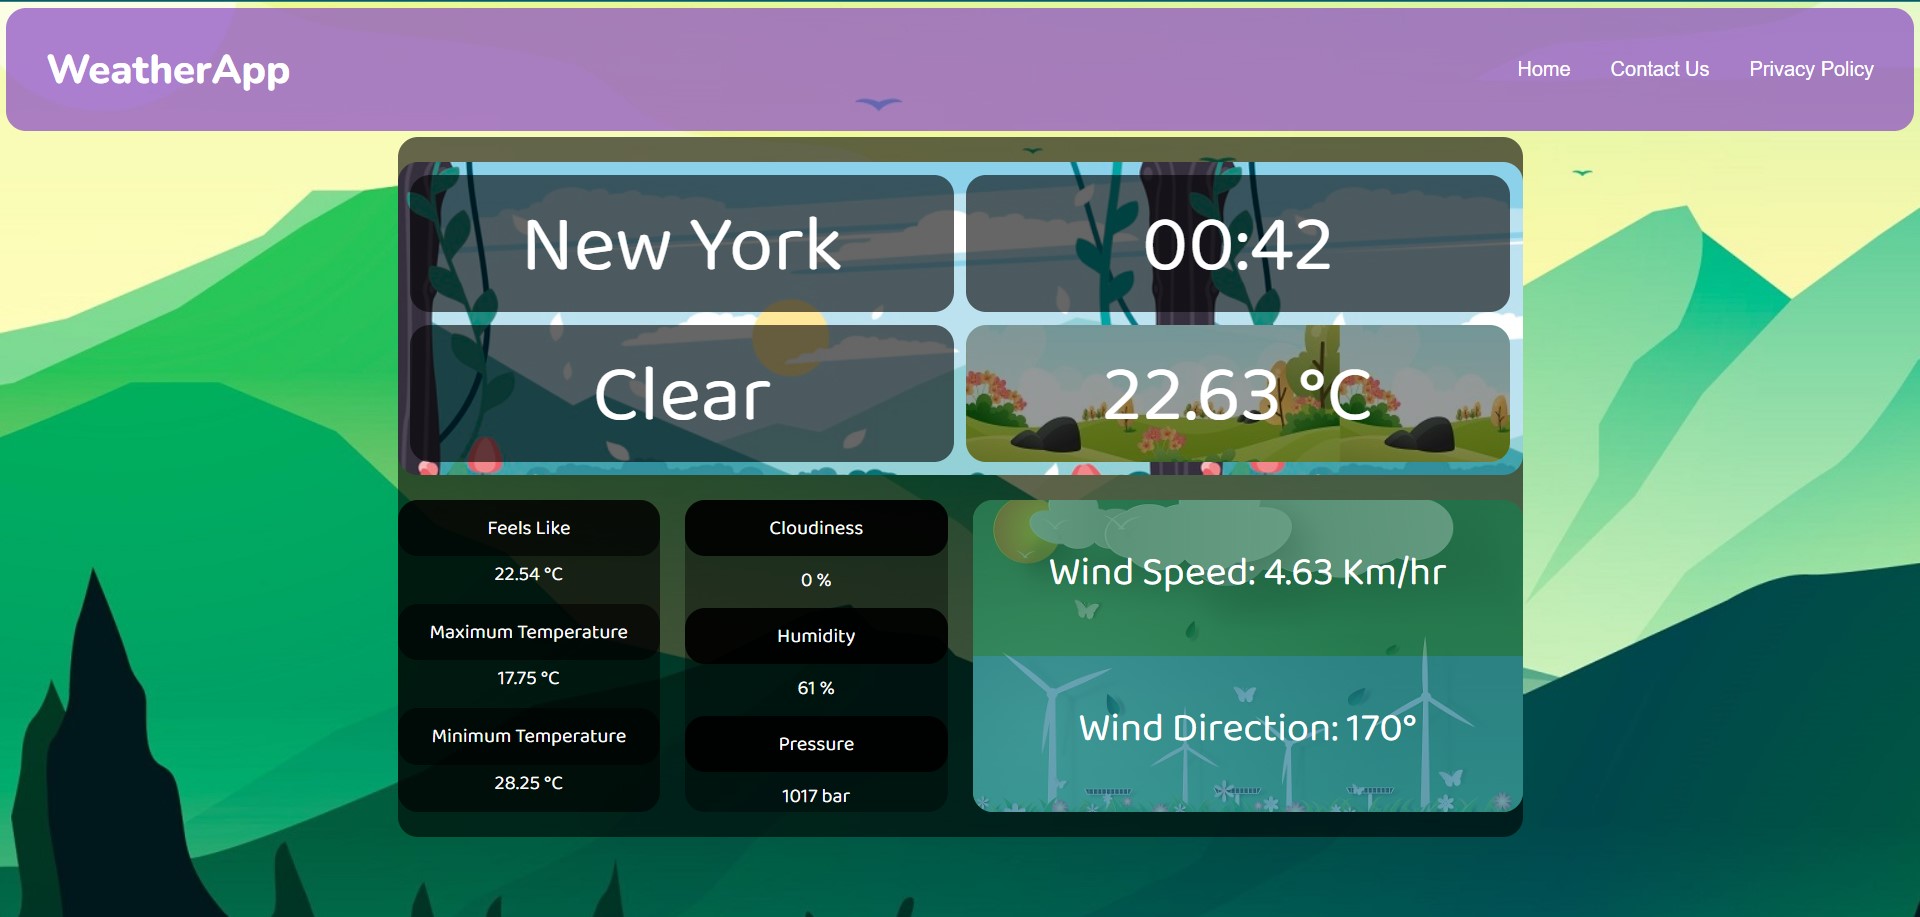 WeatherApp
Home Contact Us Privacy Policy
New York
00:42
Clear
22.63 °C
Feels Like
22.54 °C
Maximum Temperature
17.75 °C
Minimum Temperature
28.25 °C
Cloudiness
0 %
Humidity
61 %
Pressure
1017 bar
Wind Speed: 4.63 Km/hr
Wind Direction: 170°